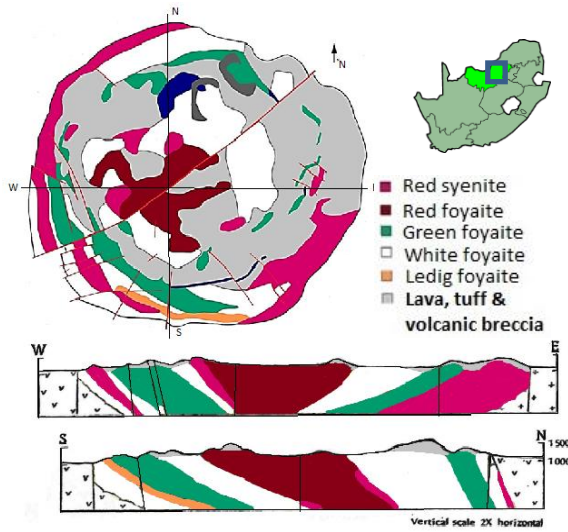 N
N
W
S
Red syenite
Red foyaite
Green foyaite
White foyaite
Ledig foyaite
Lava, tuff &
volcanic breccia
W
E
S
N
1500
1000
Vertical scale 2X horizontal